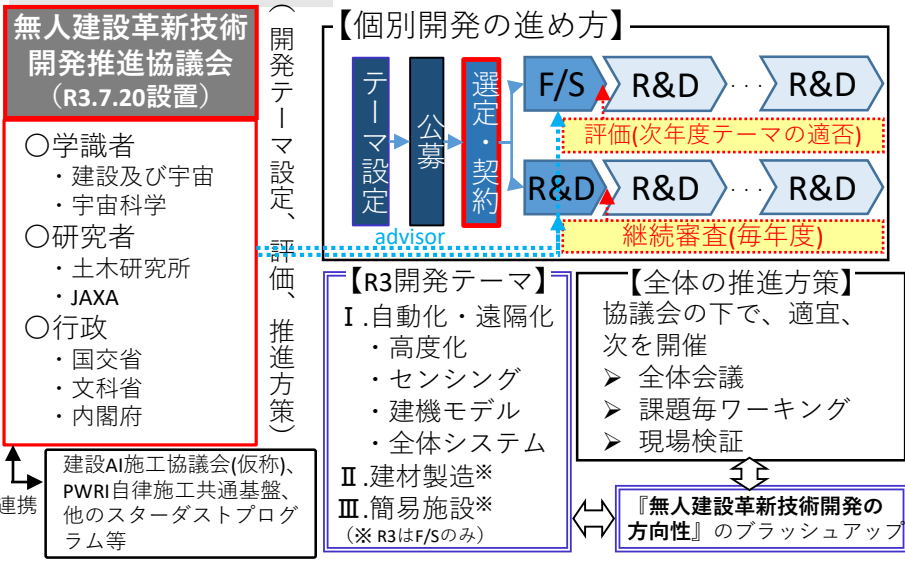 無人建設革新技術
開発推進協議会
（R3.7.20設置）
〇学識者
・建設及び宇宙
・宇宙科学
〇研究者
・土木研究所
・JAXA
〇行政
・国交省
・文科省
・内閣府
（開発テーマ設定、評価、推進方策）
連携
建設AI施工協議会(仮称)、
PWRI自律施工共通基盤、
他のスターダストプログ
ラム等
【個別開発の進め方】
テーマ設定
公募
選定・契約
F/S
R&D
･･･
R&D
評価(次年度テーマの適否)
R&D
R&D
･･･
R&D
継続審査(毎年度)
advisor
【R3開発テーマ】
Ⅰ.自動化・遠隔化
・高度化
・センシング
・建機モデル
・全体システム
Ⅱ.建材製造※
Ⅲ.簡易施設※
（※ R3はF/Sのみ）
【全体の推進方策】
協議会の下で、適宜、
次を開催
➢ 全体会議
➢ 課題毎ワーキング
➢ 現場検証
『無人建設革新技術開発の
方向性』のブラッシュアップ